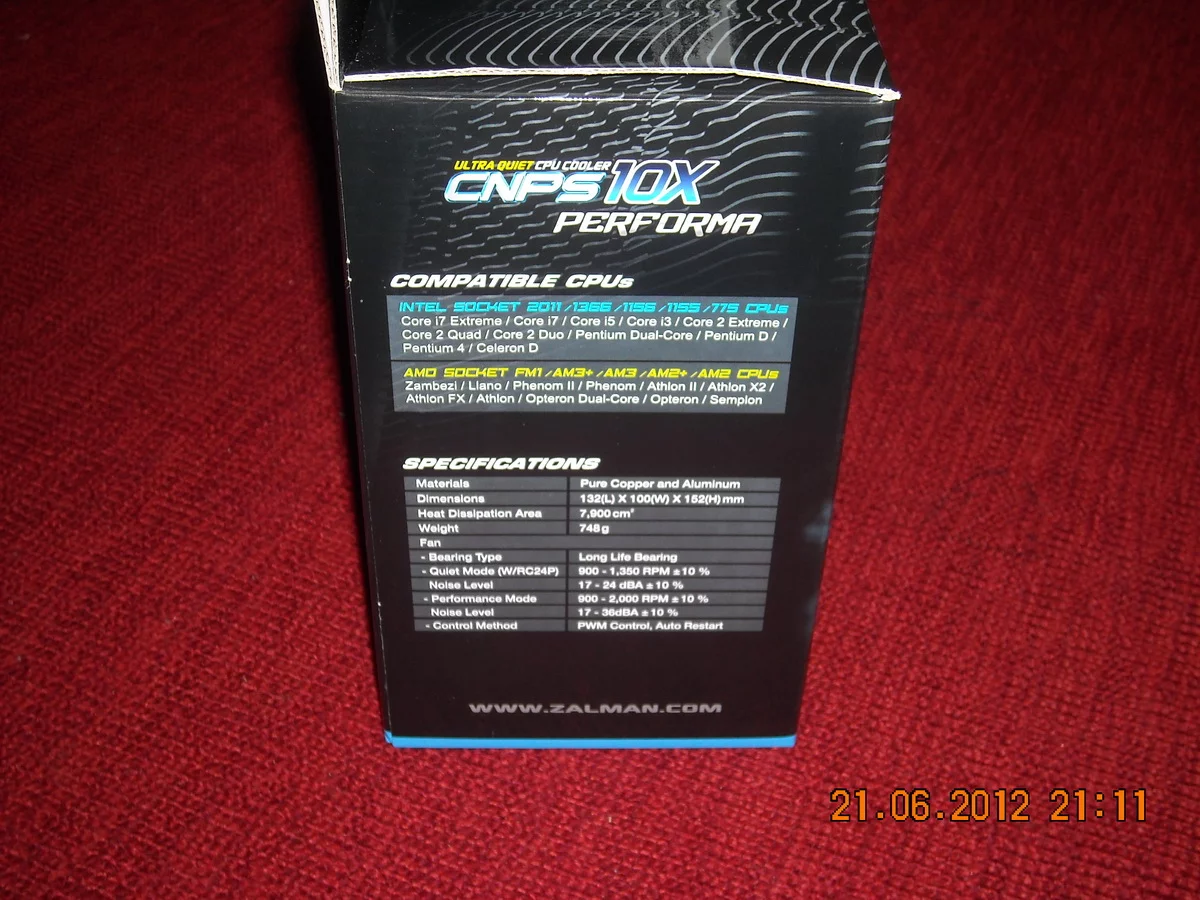 ULTRA QUIET CPU COOLER
CNPS 10X
PERFORMA
COMPATIBLE CPUs
INTEL SOCKET 2011 /1366 /1156 /1155 /775 CPUs
Core i7 Extreme / Core i7 / Core i5 / Core i3 / Core 2 Extreme /
Core 2 Quad / Core 2 Duo / Pentium Dual-Core / Pentium D /
Pentium 4 / Celeron D
AMD SOCKET FM1 /AM3+ /AM3 /AM2+ /AM2 CPUs
Zambezi / Llano / Phenom II / Phenom / Athlon II / Athlon X2 /
Athlon FX / Athlon / Opteron Dual-Core / Opteron / Sempron
SPECIFICATIONS
Materials Pure Copper and Aluminum
Dimensions 132(L) X 100(W) X 152(H) mm
Heat Dissipation Area 7,900 cm²
Weight 748 g
Fan
- Bearing Type Long Life Bearing
- Quiet Mode (W/RC24P) 900 - 1,350 RPM ±10 %
Noise Level 17 - 24 dBA ±10 %
- Performance Mode 900 - 2,000 RPM ±10 %
Noise Level 17 - 36dBA ±10 %
- Control Method PWM Control, Auto Restart
WWW.ZALMAN.COM
21.06.2012 21:11